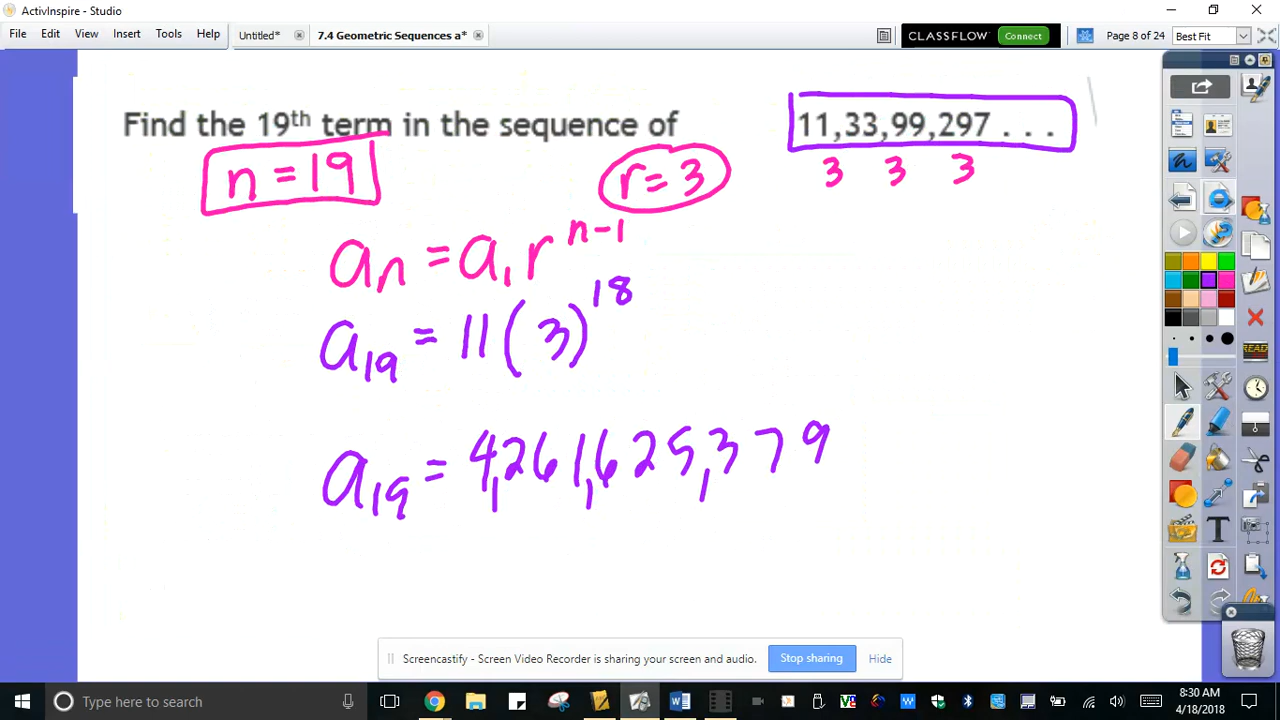 ActivInspire - Studio
File Edit View Insert Tools Help Untitled* 7.4 Geometric Sequences a* CLASSFLOW Connect Page 8 of 24 Best Fit
Find the 19th term in the sequence of 11,33,99,297 . . .
n = 19 r = 3 3 3 3
aₙ = a₁ rⁿ⁻¹
a₁₉ = 11 ( 3 )¹⁸
a₁₉ = 4,261,625,379
READ
T
Screencastify - Screen Video Recorder is sharing your screen and audio. Stop sharing Hide
Type here to search
8:30 AM
4/18/2018